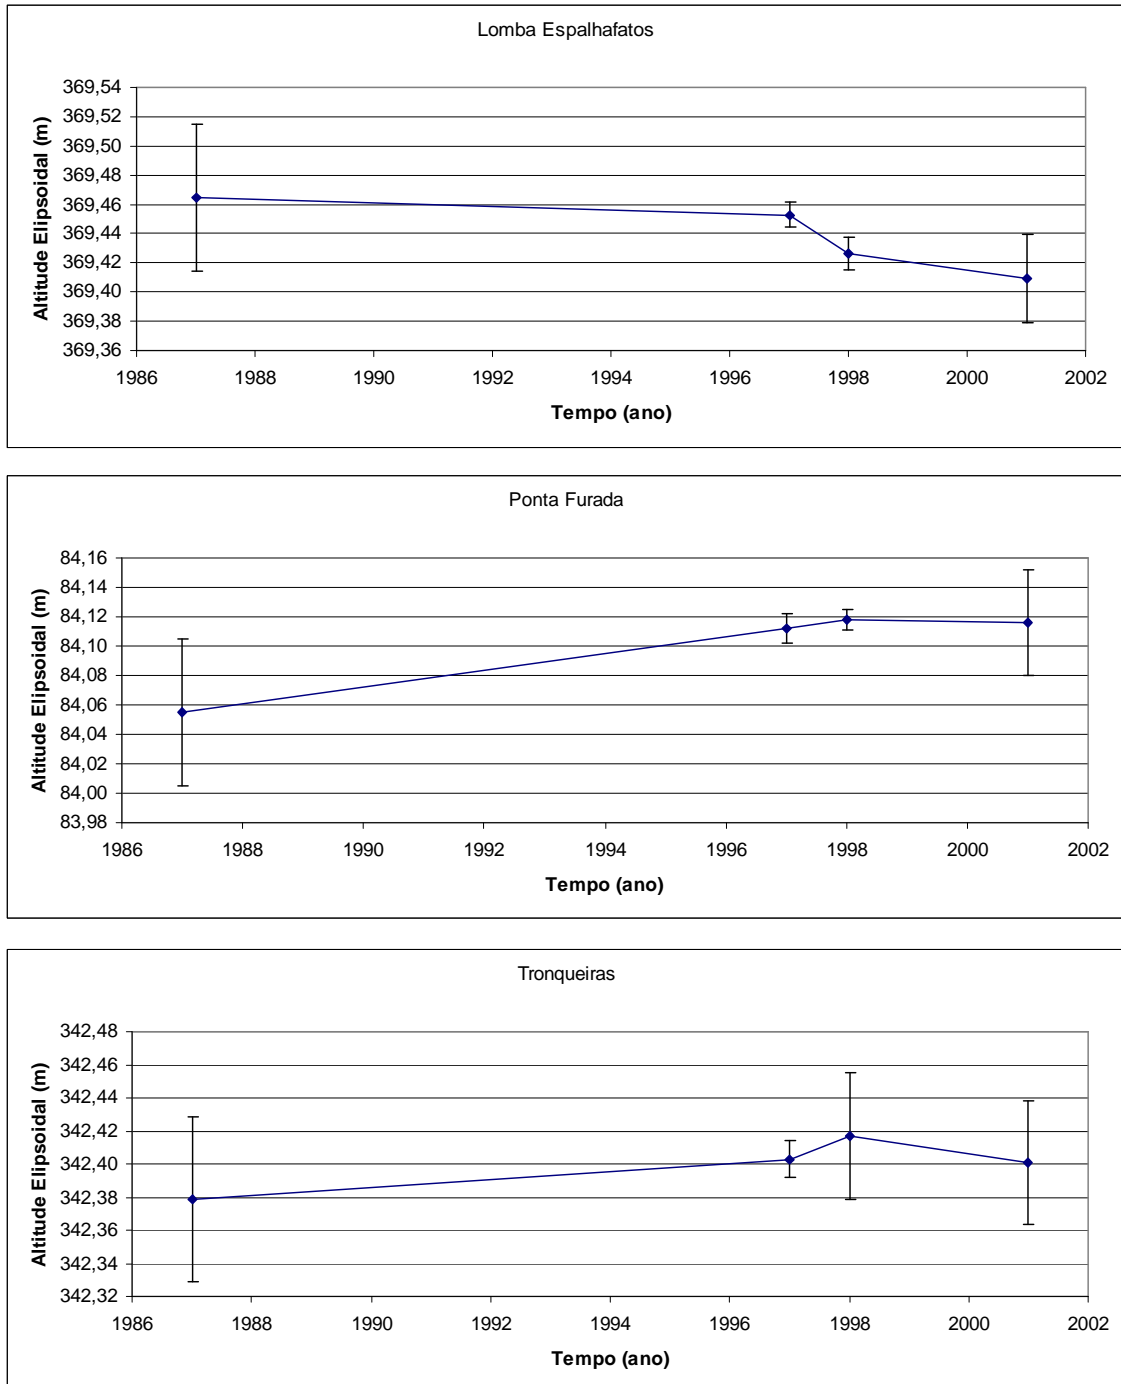 Lomba Espalhafatos
Altitude Elipsoidal (m)
369,54
369,52
369,50
369,48
369,46
369,44
369,42
369,40
369,38
369,36
1986 1988 1990 1992 1994 1996 1998 2000 2002
Tempo (ano)
Ponta Furada
Altitude Elipsoidal (m)
84,16
84,14
84,12
84,10
84,08
84,06
84,04
84,02
84,00
83,98
1986 1988 1990 1992 1994 1996 1998 2000 2002
Tempo (ano)
Tronqueiras
Altitude Elipsoidal (m)
342,48
342,46
342,44
342,42
342,40
342,38
342,36
342,34
342,32
1986 1988 1990 1992 1994 1996 1998 2000 2002
Tempo (ano)